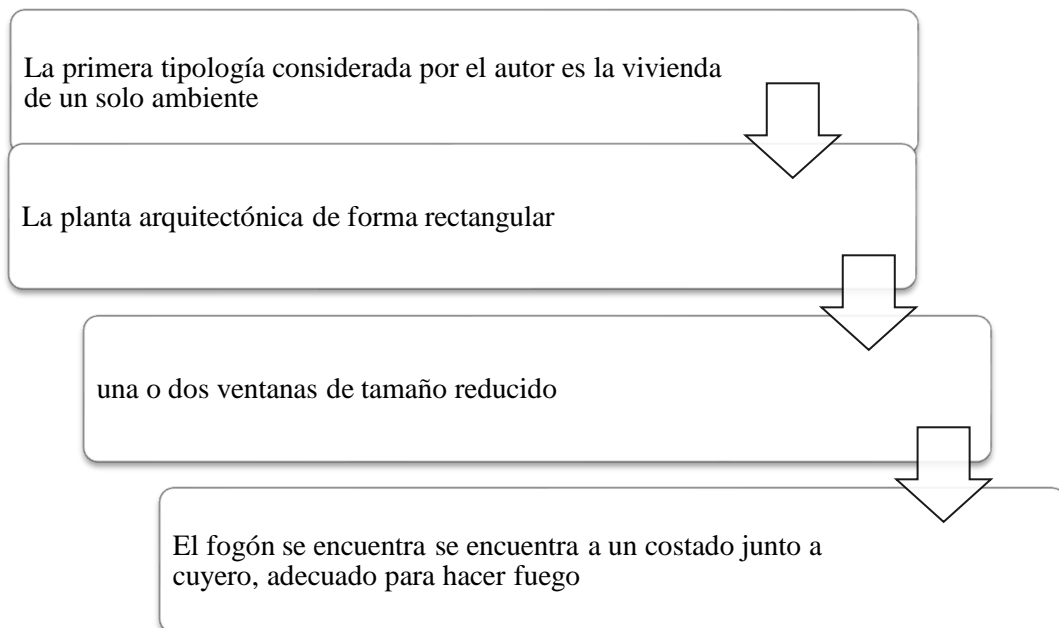 La primera tipología considerada por el autor es la vivienda
de un solo ambiente
La planta arquitectónica de forma rectangular
una o dos ventanas de tamaño reducido
El fogón se encuentra se encuentra a un costado junto a
cuyero, adecuado para hacer fuego